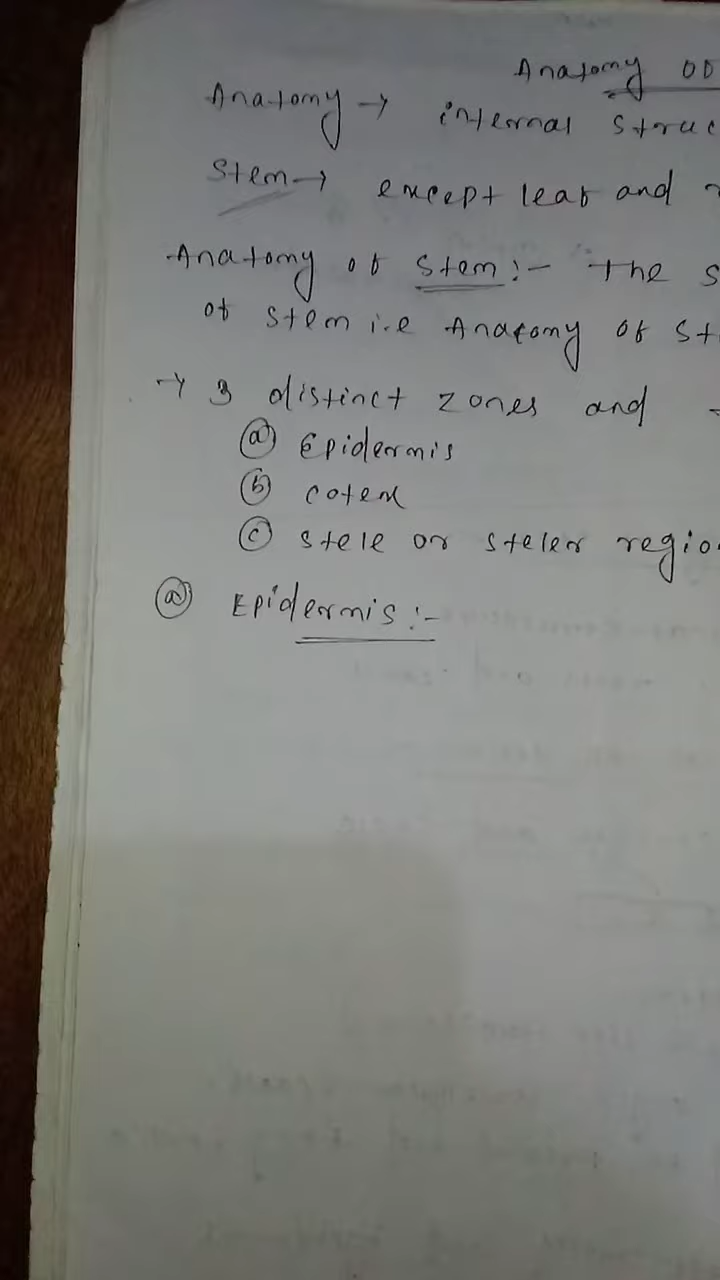 Anatomy of
Anatomy → internal struc
Stem → except leaf and r
Anatomy of stem :- The s
of stem i.e Anatomy of st
→ 3 distinct zones and
(a) Epidermis
(b) cotex
(c) stele or steler regio
(a) Epidermis :-